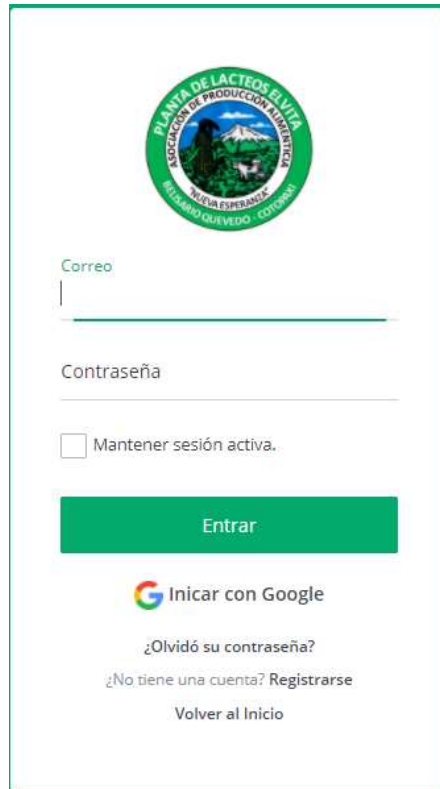 PLANTA DE LACTEOS ELVITA
ASOCIACIÓN DE PRODUCCIÓN ALIMENTICIA
"NUEVA ESPERANZA"
BELISARIO QUEVEDO - COTOPAXI
Correo
Contraseña
Mantener sesión activa.
Entrar
G Inicar con Google
¿Olvidó su contraseña?
¿No tiene una cuenta? Registrarse
Volver al Inicio